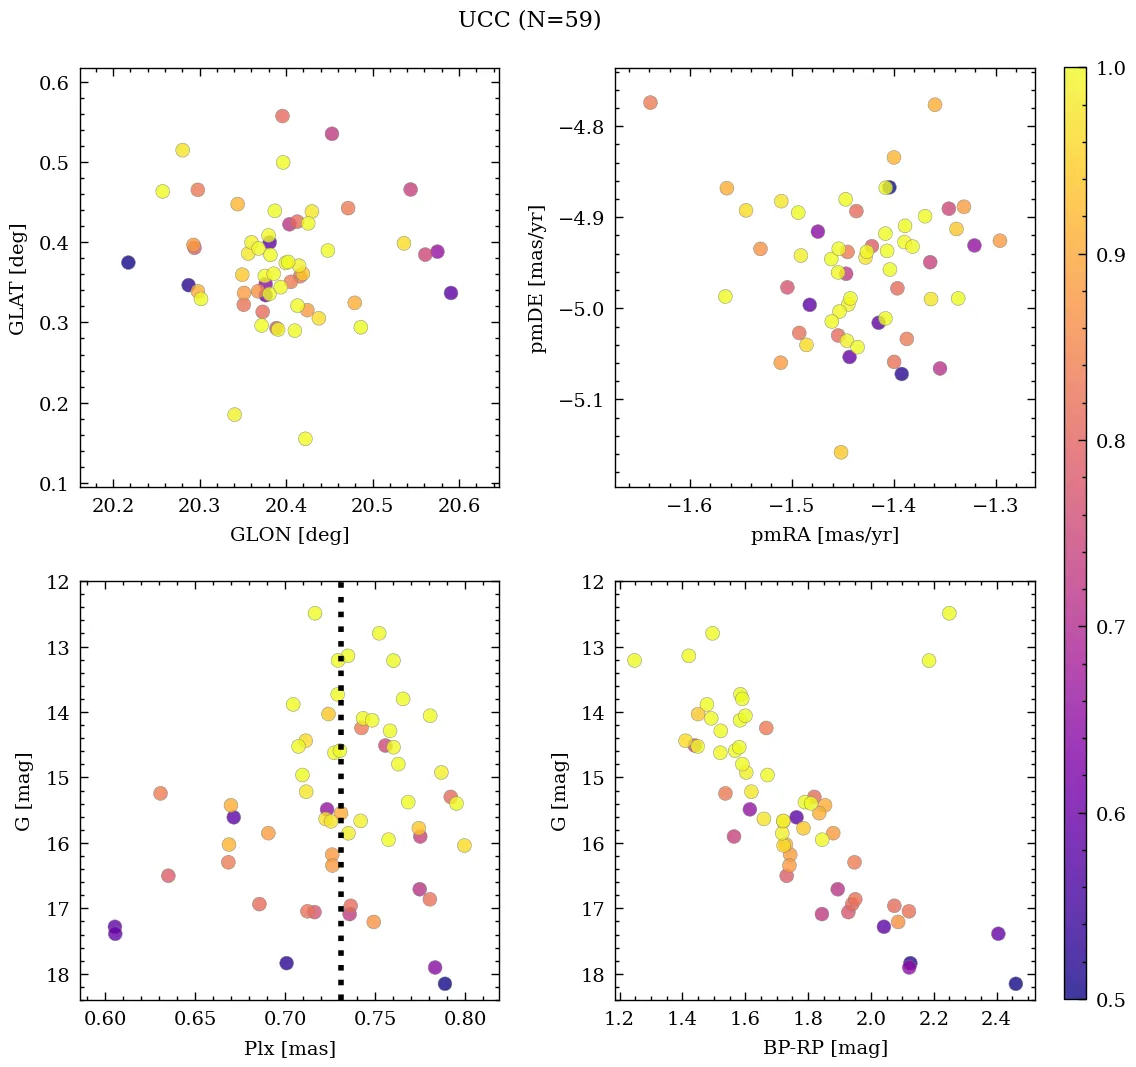 UCC (N=59)
0.6
0.5
0.4
0.3
0.2
0.1
GLAT [deg]
20.2 20.3 20.4 20.5 20.6
GLON [deg]
−4.8
−4.9
−5.0
−5.1
pmDE [mas/yr]
−1.6 −1.5 −1.4 −1.3
pmRA [mas/yr]
12
13
14
15
16
17
18
G [mag]
0.60 0.65 0.70 0.75 0.80
Plx [mas]
12
13
14
15
16
17
18
G [mag]
1.2 1.4 1.6 1.8 2.0 2.2 2.4
BP-RP [mag]
1.0
0.9
0.8
0.7
0.6
0.5